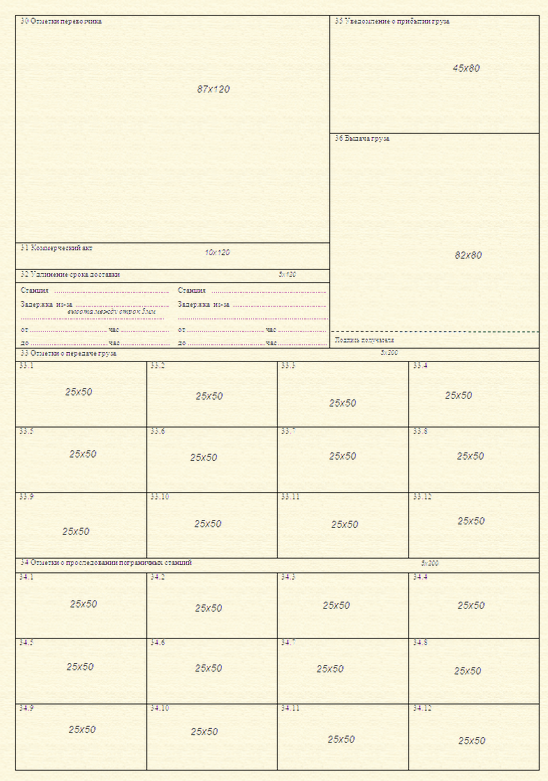 30 Отметки перевозчика
87x120
35 Уведомление о прибытии груза
45x80
36 Выдача груза
82x80
31 Коммерческий акт
10x120
32 Удлинение срока доставки
5x120
Станция Станция
Задержка из-за Задержка из-за
высота между строк 5мм
от час от час
до час до час
Подпись получателя
33 Отметки о передаче груза
5x200
33.1 33.2 33.3 33.4
25x50 25x50 25x50 25x50
33.5 33.6 33.7 33.8
25x50 25x50 25x50 25x50
33.9 33.10 33.11 33.12
25x50 25x50 25x50 25x50
34 Отметки о проследовании пограничных станций
5x200
34.1 34.2 34.3 34.4
25x50 25x50 25x50 25x50
34.5 34.6 34.7 34.8
25x50 25x50 25x50 25x50
34.9 34.10 34.11 34.12
25x50 25x50 25x50 25x50